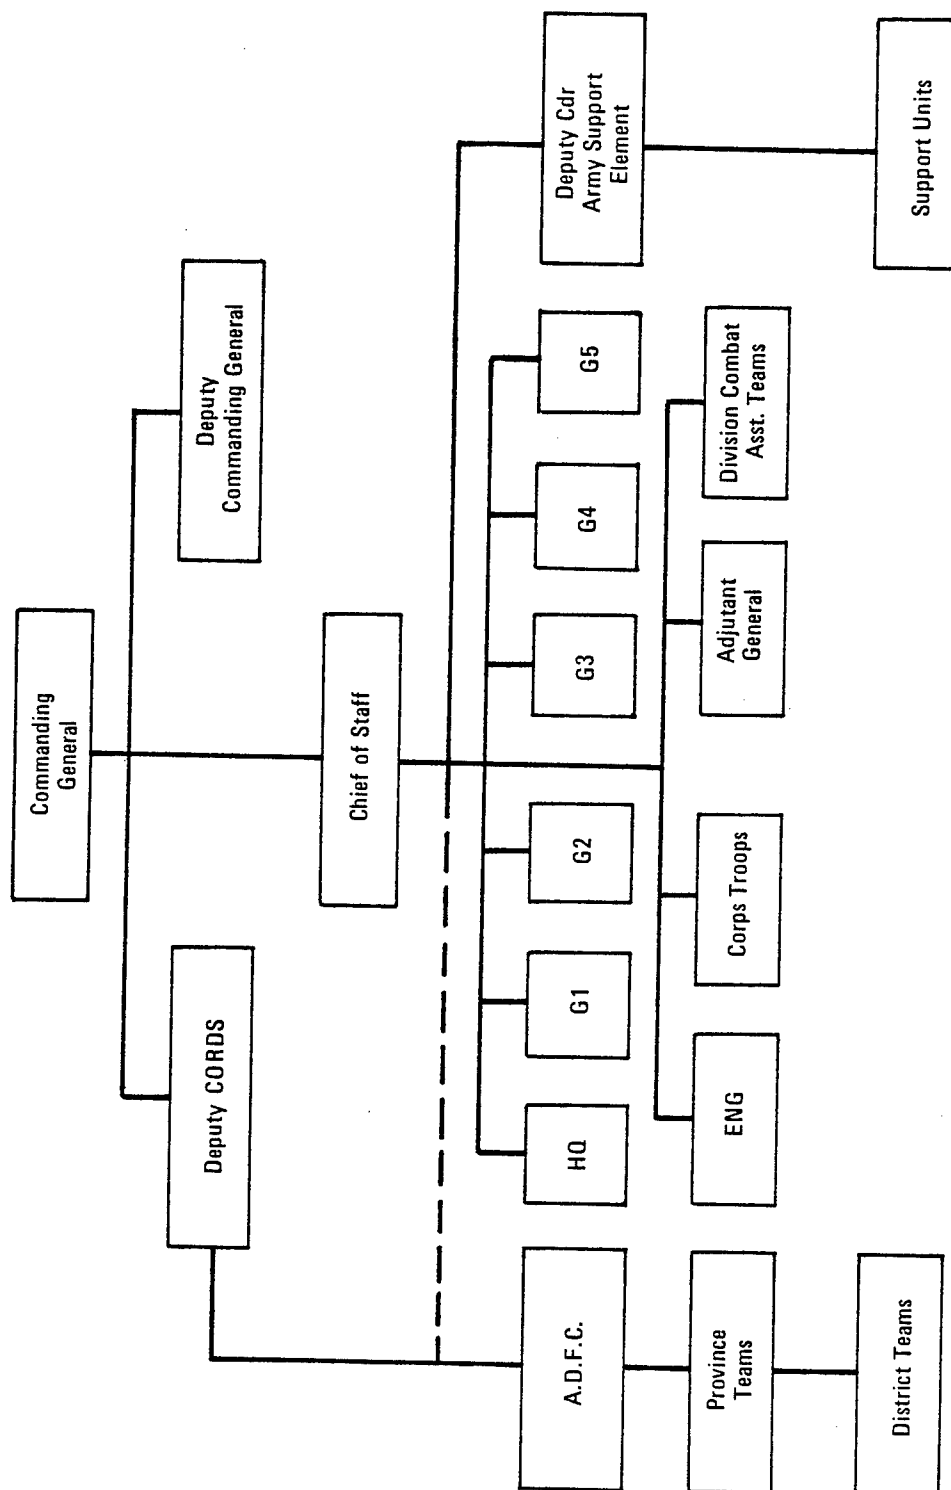 Commanding
General
Deputy CORDS
Deputy
Commanding General
Chief of Staff
A.D.F.C.
HQ
G1
G2
G3
G4
G5
Deputy Cdr
Army Support
Element
Province
Teams
ENG
Corps Troops
Adjutant
General
Division Combat
Asst. Teams
District Teams
Support Units